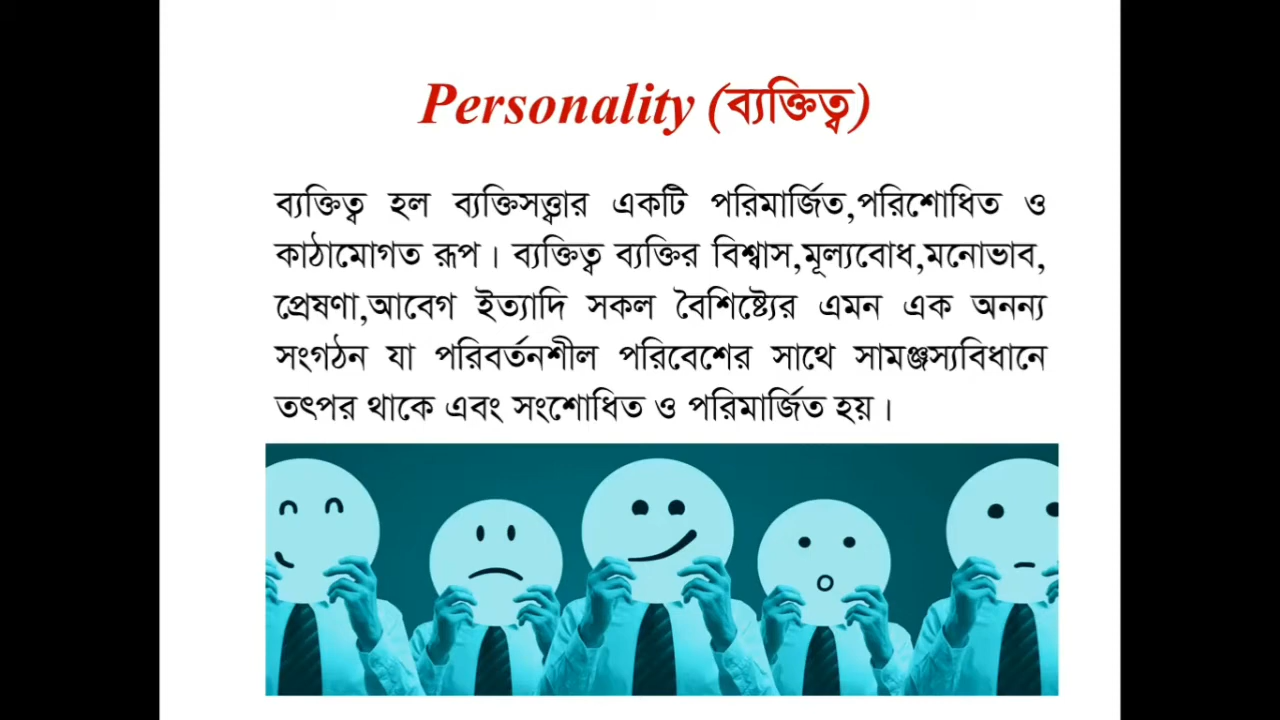 Personality (ব্যক্তিত্ব)
ব্যক্তিত্ব হল ব্যক্তিসত্ত্বার একটি পরিমার্জিত,পরিশোধিত ও
কাঠামোগত রূপ। ব্যক্তিত্ব ব্যক্তির বিশ্বাস,মূল্যবোধ,মনোভাব,
প্রেষণা,আবেগ ইত্যাদি সকল বৈশিষ্ট্যের এমন এক অনন্য
সংগঠন যা পরিবর্তনশীল পরিবেশের সাথে সামঞ্জস্যবিধানে
তৎপর থাকে এবং সংশোধিত ও পরিমার্জিত হয়।